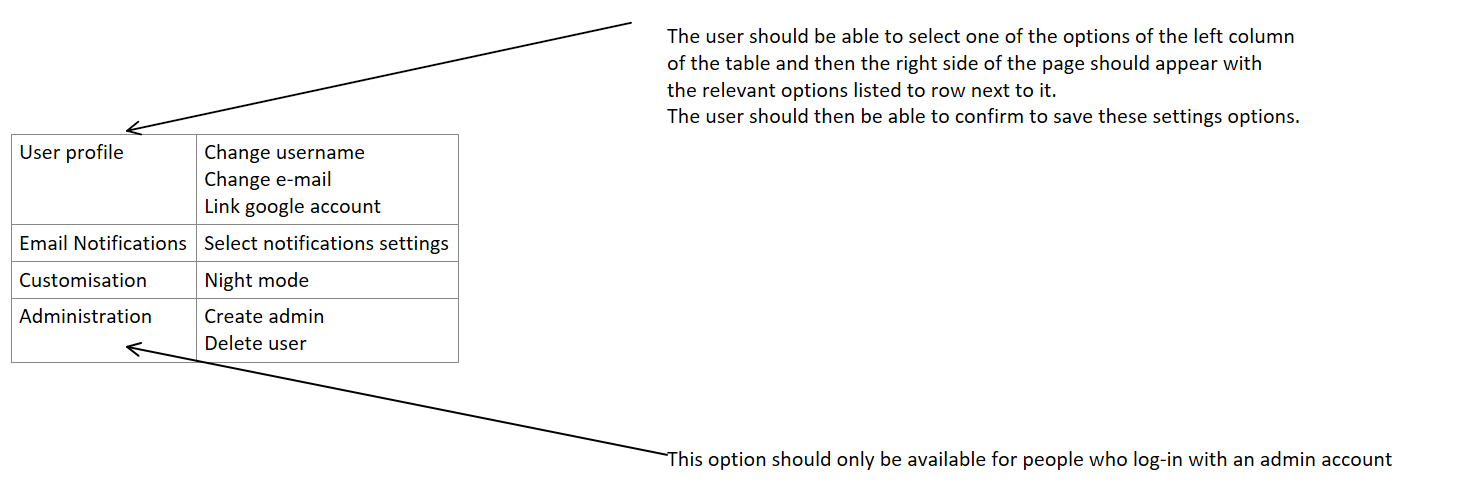 The user should be able to select one of the options of the left column
of the table and then the right side of the page should appear with
the relevant options listed to row next to it.
The user should then be able to confirm to save these settings options.
User profile
Change username
Change e-mail
Link google account
Email Notifications
Select notifications settings
Customisation
Night mode
Administration
Create admin
Delete user
This option should only be available for people who log-in with an admin account